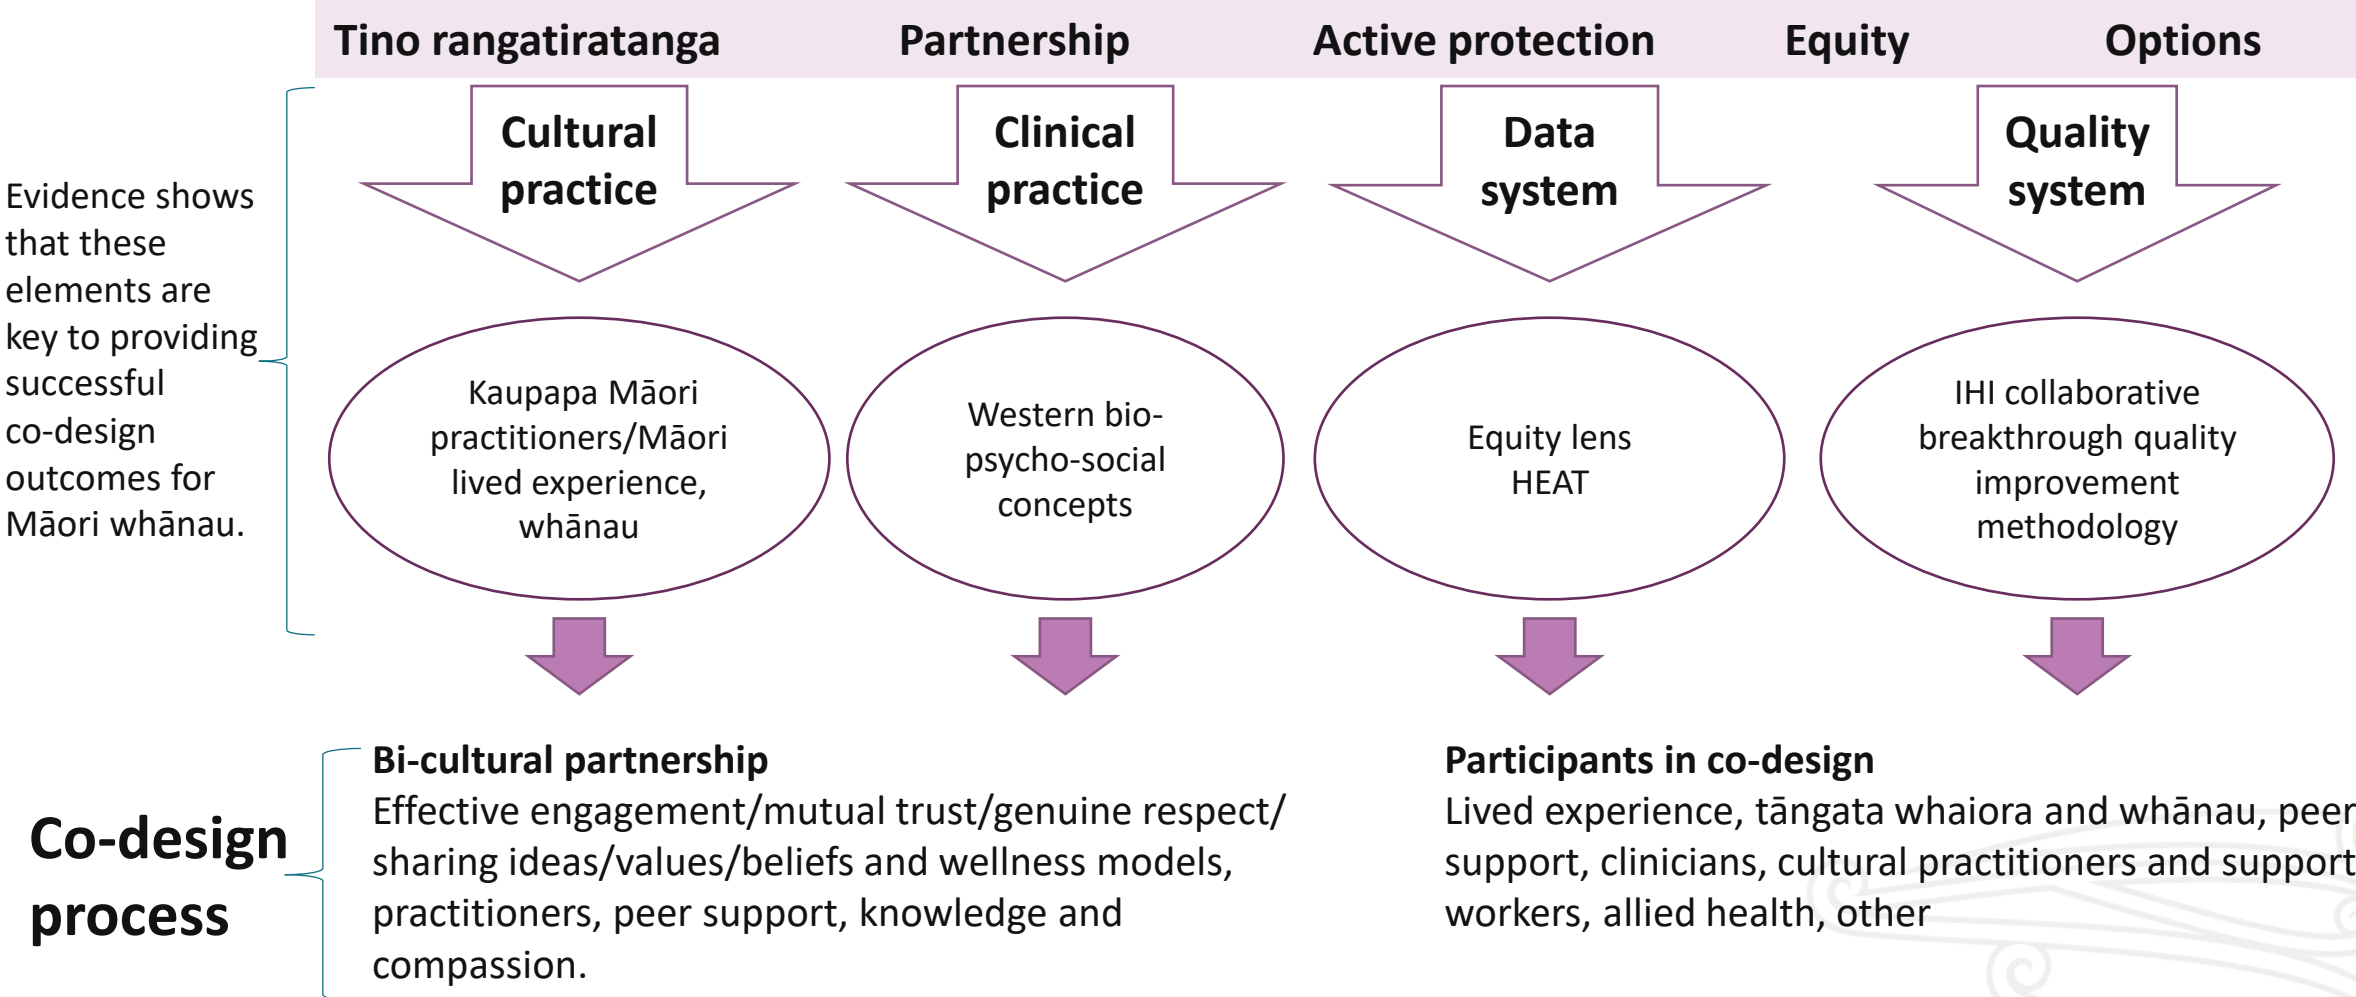 Tino rangatiratanga Partnership Active protection Equity Options
Evidence shows
that these
elements are
key to providing
successful
co-design
outcomes for
Māori whānau.
Cultural
practice
Clinical
practice
Data
system
Quality
system
Kaupapa Māori
practitioners/Māori
lived experience,
whānau
Western bio-
psycho-social
concepts
Equity lens
HEAT
IHI collaborative
breakthrough quality
improvement
methodology
Co-design
process
Bi-cultural partnership
Effective engagement/mutual trust/genuine respect/
sharing ideas/values/beliefs and wellness models,
practitioners, peer support, knowledge and
compassion.
Participants in co-design
Lived experience, tāngata whaiora and whānau, peer
support, clinicians, cultural practitioners and support
workers, allied health, other